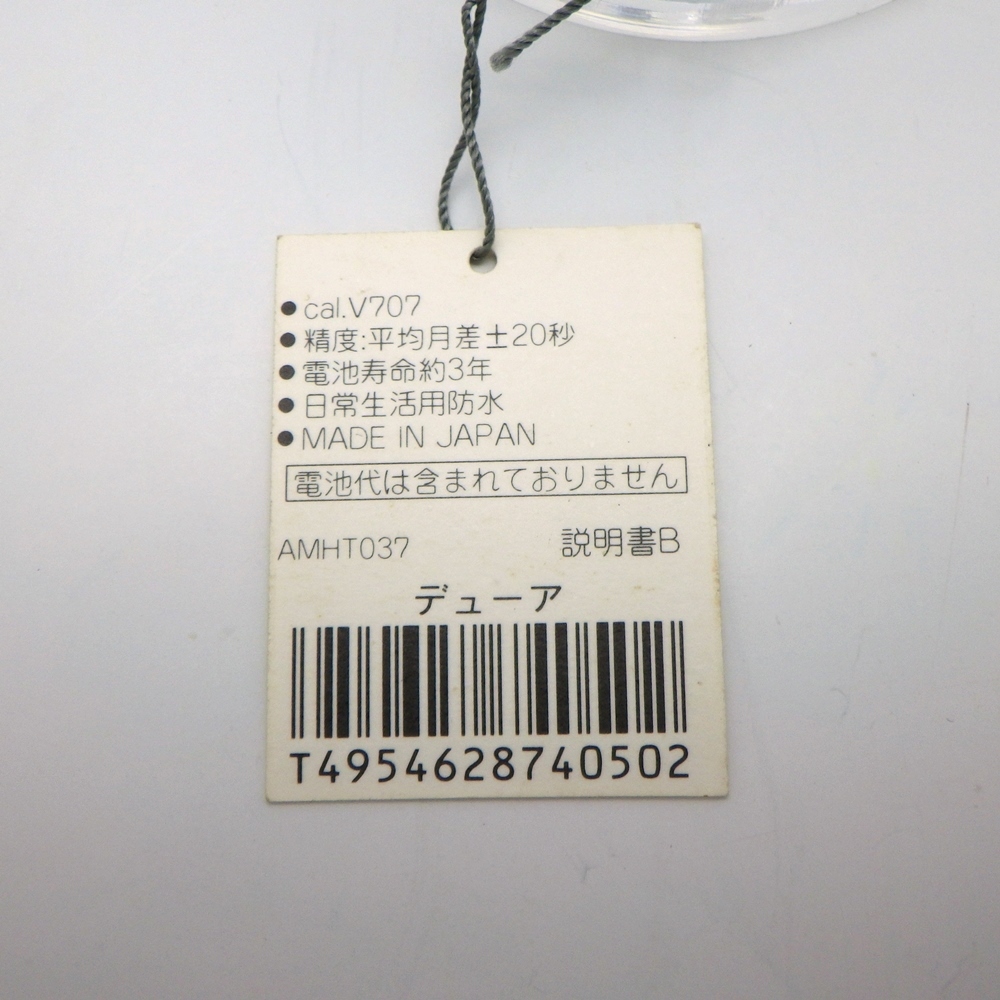 ● cal.V707
● 精度:平均月差±20秒
● 電池寿命約3年
● 日常生活用防水
● MADE IN JAPAN
電池代は含まれておりません
AMHT037 説明書B
デューア
T4954628740502